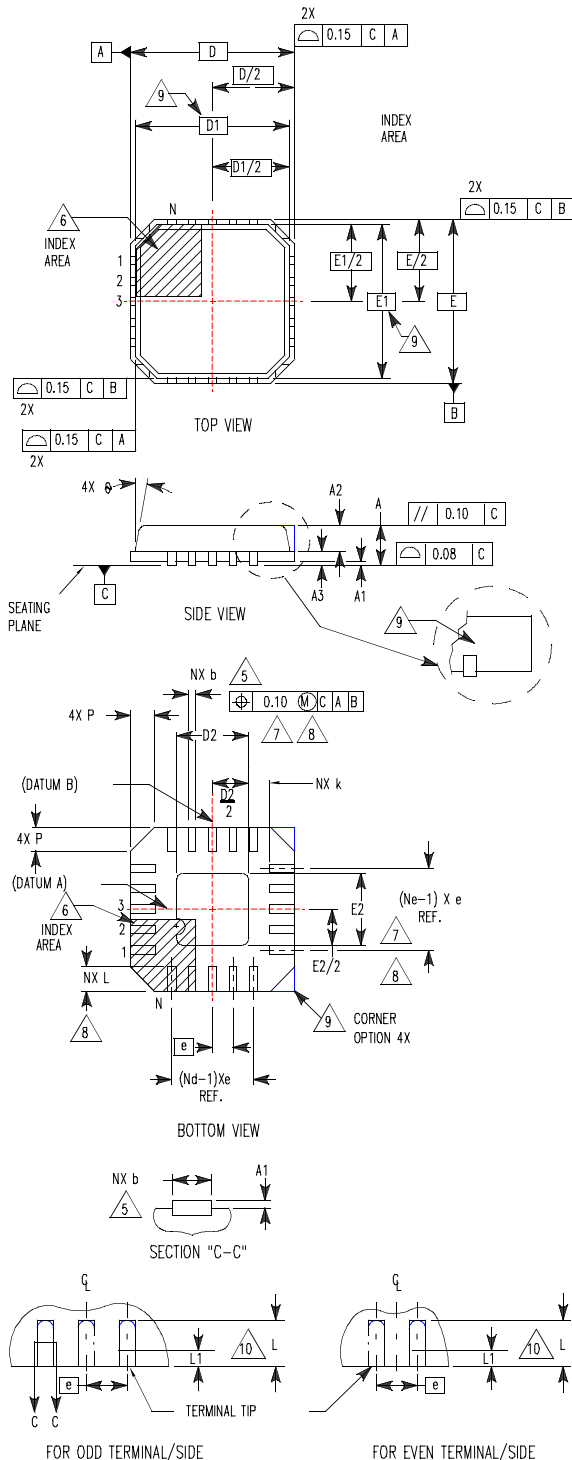 2X
0.15 C A
A
D
D/2
9
D1
INDEX
AREA
D1/2
2X
0.15 C B
N
6
INDEX
AREA
1
2
3
E1/2
E/2
E1
E
9
0.15 C B
2X
B
0.15 C A
2X
TOP VIEW
4X θ
A2
A
// 0.10 C
0.08 C
C
A3
A1
SEATING
PLANE
SIDE VIEW
9
NX b
5
0.10 M C A B
4X P
D2
7
8
(DATUM B)
D2
2
NX k
4X P
(DATUM A)
6
INDEX
AREA
3
2
1
E2
(Ne-1) X e
REF.
7
E2/2
8
NX L
8
N
9
CORNER
OPTION 4X
e
(Nd-1)Xe
REF.
BOTTOM VIEW
NX b
5
A1
SECTION "C-C"
CL
CL
10
L
L1
10
L
L1
e
e
C C
TERMINAL TIP
FOR ODD TERMINAL/SIDE
FOR EVEN TERMINAL/SIDE